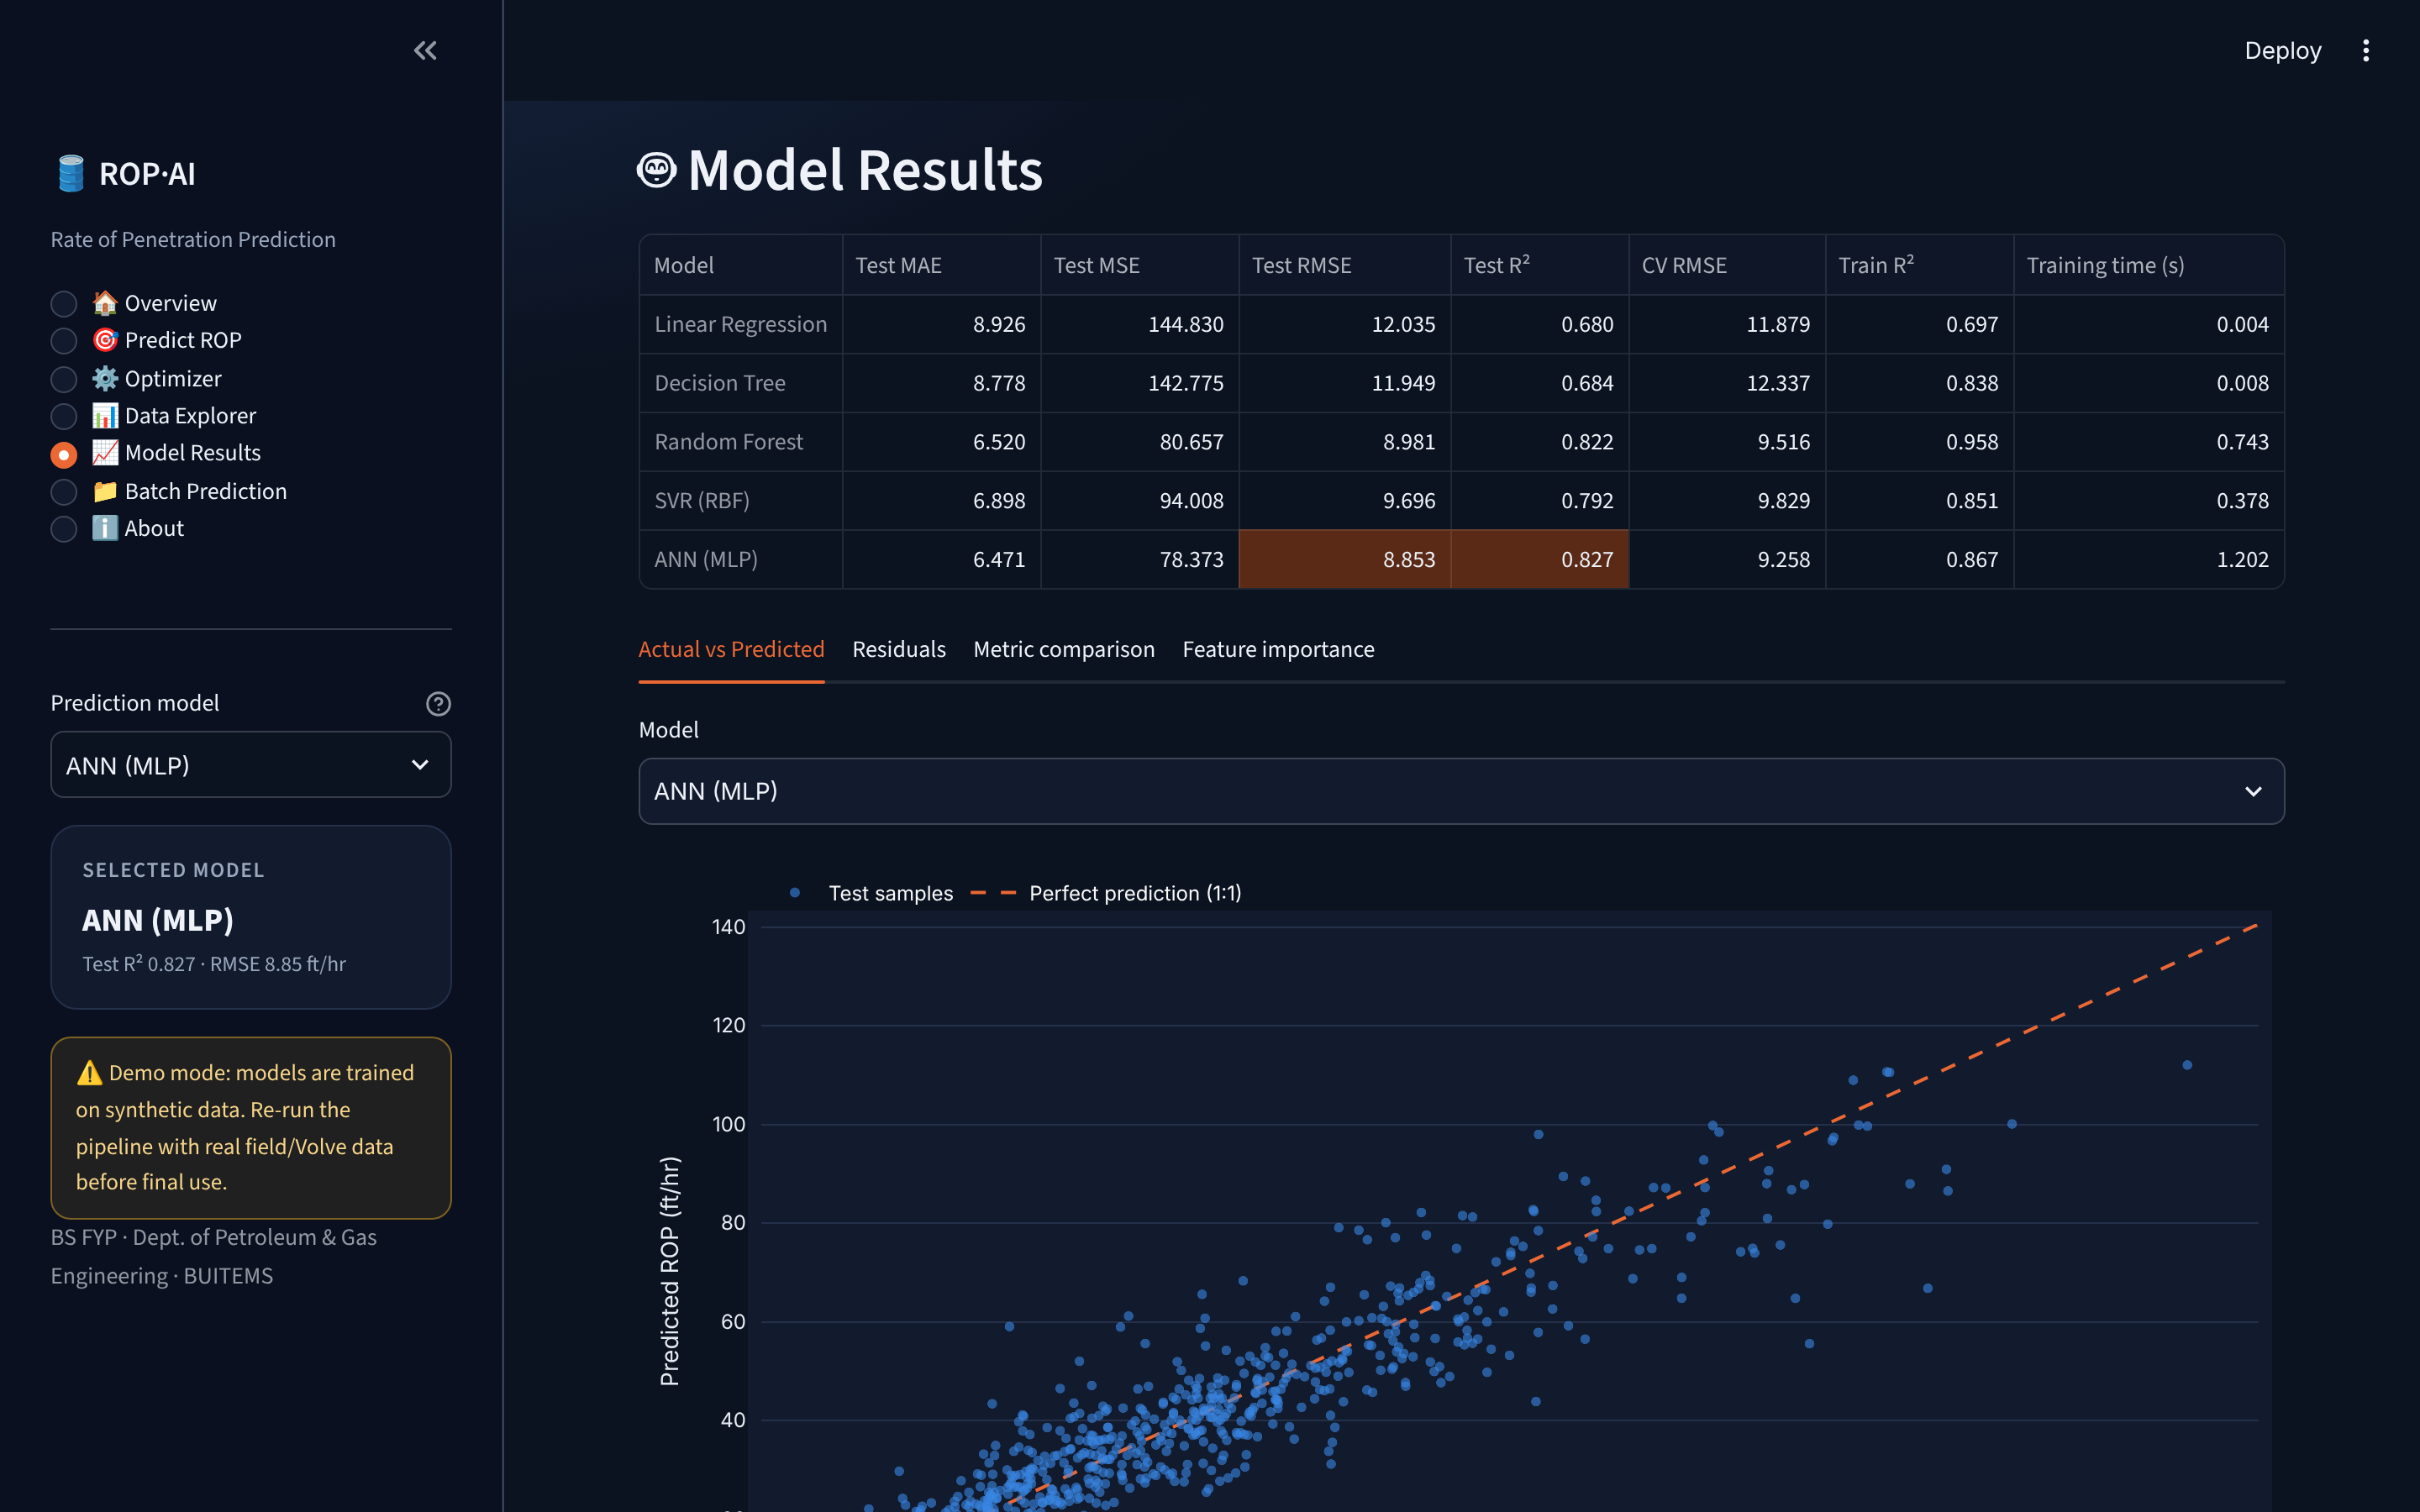 Deploy
ROP·AI
Rate of Penetration Prediction
Overview
Predict ROP
Optimizer
Data Explorer
Model Results
Batch Prediction
About
Prediction model
ANN (MLP)
SELECTED MODEL
ANN (MLP)
Test R² 0.827 · RMSE 8.85 ft/hr
Demo mode: models are trained
on synthetic data. Re-run the
pipeline with real field/Volve data
before final use.
BS FYP · Dept. of Petroleum & Gas
Engineering · BUITEMS
Model Results
Model Test MAE Test MSE Test RMSE Test R² CV RMSE Train R² Training time (s)
Linear Regression 8.926 144.830 12.035 0.680 11.879 0.697 0.004
Decision Tree 8.778 142.775 11.949 0.684 12.337 0.838 0.008
Random Forest 6.520 80.657 8.981 0.822 9.516 0.958 0.743
SVR (RBF) 6.898 94.008 9.696 0.792 9.829 0.851 0.378
ANN (MLP) 6.471 78.373 8.853 0.827 9.258 0.867 1.202
Actual vs Predicted Residuals Metric comparison Feature importance
Model
ANN (MLP)
Test samples Perfect prediction (1:1)
140
120
100
80
60
40
Predicted ROP (ft/hr)